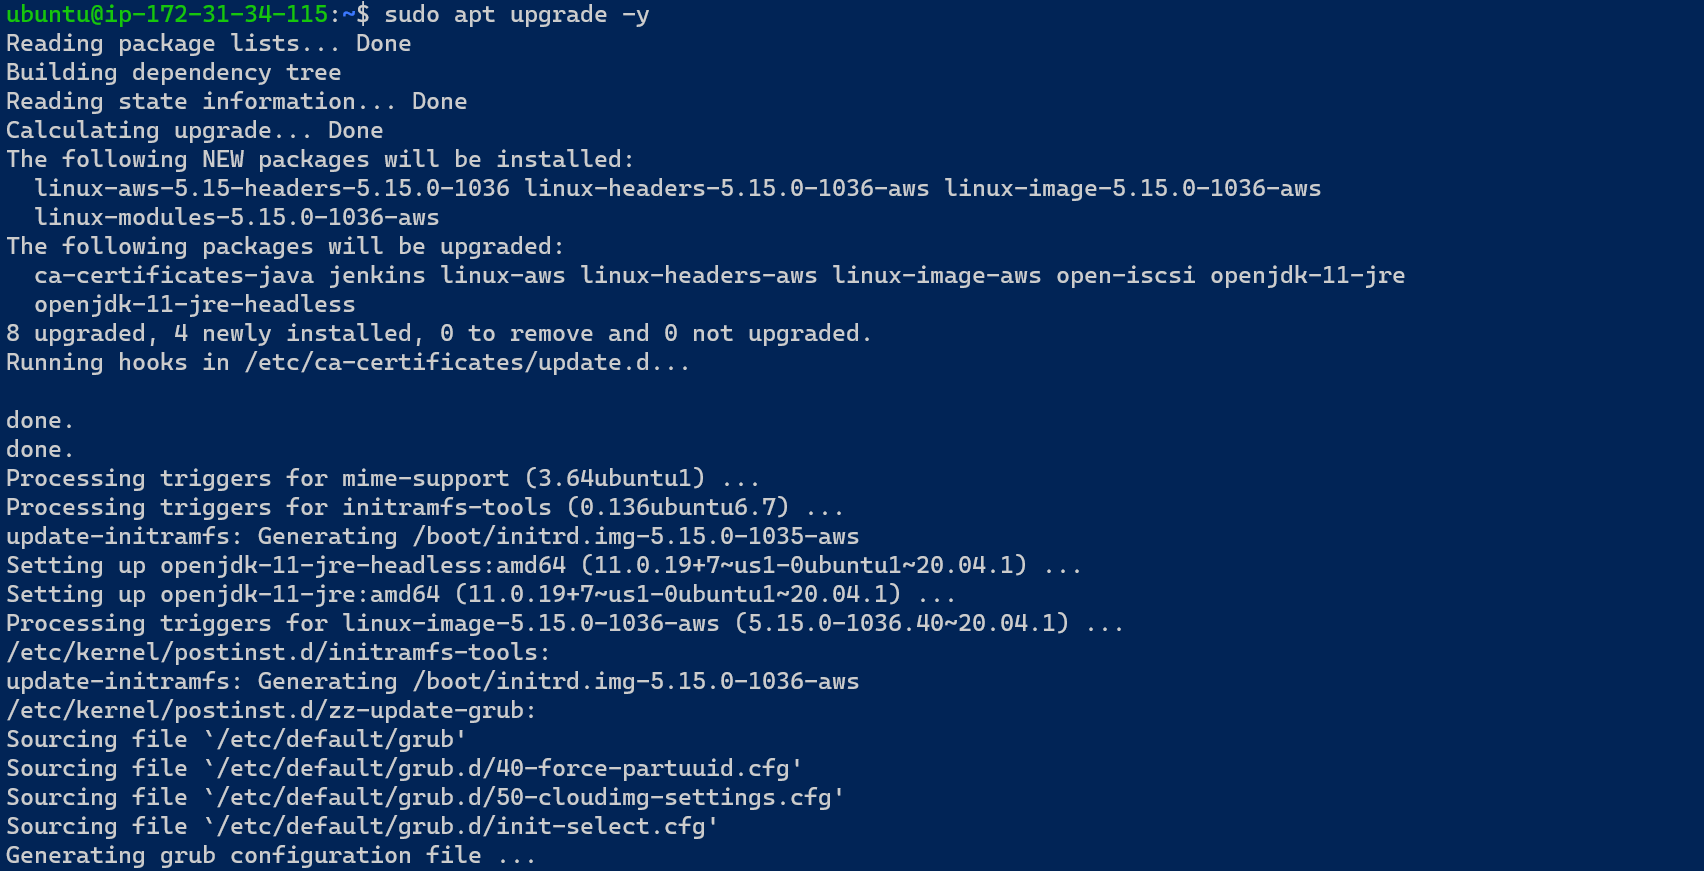 ubuntu@ip-172-31-34-115:~$ sudo apt upgrade -y
Reading package lists... Done
Building dependency tree
Reading state information... Done
Calculating upgrade... Done
The following NEW packages will be installed:
  linux-aws-5.15-headers-5.15.0-1036 linux-headers-5.15.0-1036-aws linux-image-5.15.0-1036-aws
  linux-modules-5.15.0-1036-aws
The following packages will be upgraded:
  ca-certificates-java jenkins linux-aws linux-headers-aws linux-image-aws open-iscsi openjdk-11-jre
  openjdk-11-jre-headless
8 upgraded, 4 newly installed, 0 to remove and 0 not upgraded.
Running hooks in /etc/ca-certificates/update.d...

done.
done.
Processing triggers for mime-support (3.64ubuntu1) ...
Processing triggers for initramfs-tools (0.136ubuntu6.7) ...
update-initramfs: Generating /boot/initrd.img-5.15.0-1035-aws
Setting up openjdk-11-jre-headless:amd64 (11.0.19+7~us1-0ubuntu1~20.04.1) ...
Setting up openjdk-11-jre:amd64 (11.0.19+7~us1-0ubuntu1~20.04.1) ...
Processing triggers for linux-image-5.15.0-1036-aws (5.15.0-1036.40~20.04.1) ...
/etc/kernel/postinst.d/initramfs-tools:
update-initramfs: Generating /boot/initrd.img-5.15.0-1036-aws
/etc/kernel/postinst.d/zz-update-grub:
Sourcing file `/etc/default/grub'
Sourcing file `/etc/default/grub.d/40-force-partuuid.cfg'
Sourcing file `/etc/default/grub.d/50-cloudimg-settings.cfg'
Sourcing file `/etc/default/grub.d/init-select.cfg'
Generating grub configuration file ...